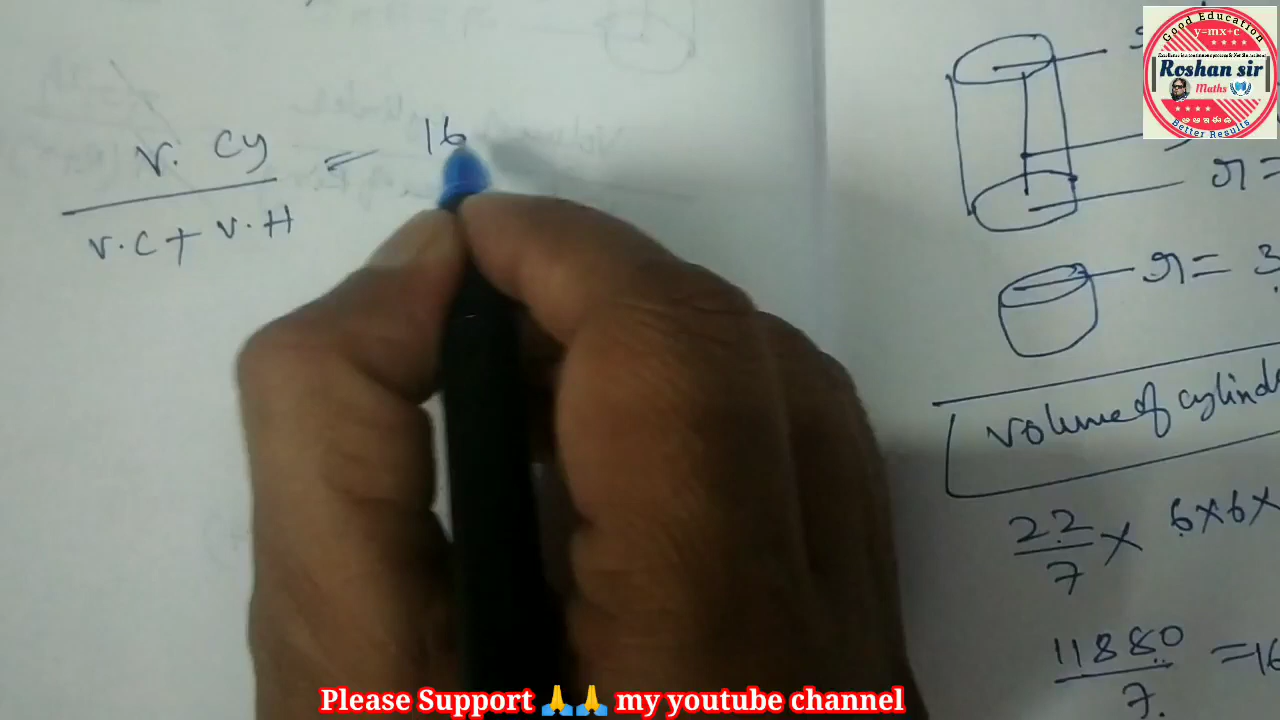 V. Cy = 16
V.C + V.H
Good Education
y=mx+c
Roshan sir
Maths
Better Results
r=
r= 3
Volume of cylinde
22/7 × 6×6×
11880/7 =16
Please Support 🙏🙏 my youtube channel